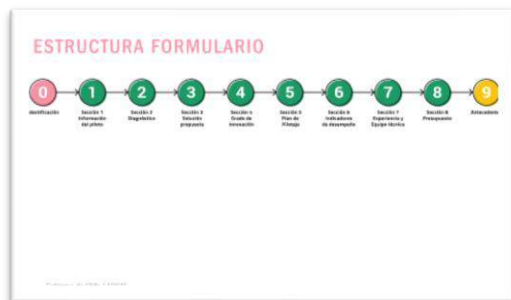 ESTRUCTURA FORMULARIO
0 1 2 3 4 5 6 7 8 9
Identificación
Sección 1
Información
del piloto
Sección 2
Diagnóstico
Sección 3
Solución
propuesta
Sección 4
Grado de
innovación
Sección 5
Plan de
Pilotaje
Sección 6
Indicadores
de desempeño
Sección 7
Experiencia y
Equipo técnico
Sección 8
Presupuesto
Antecedente